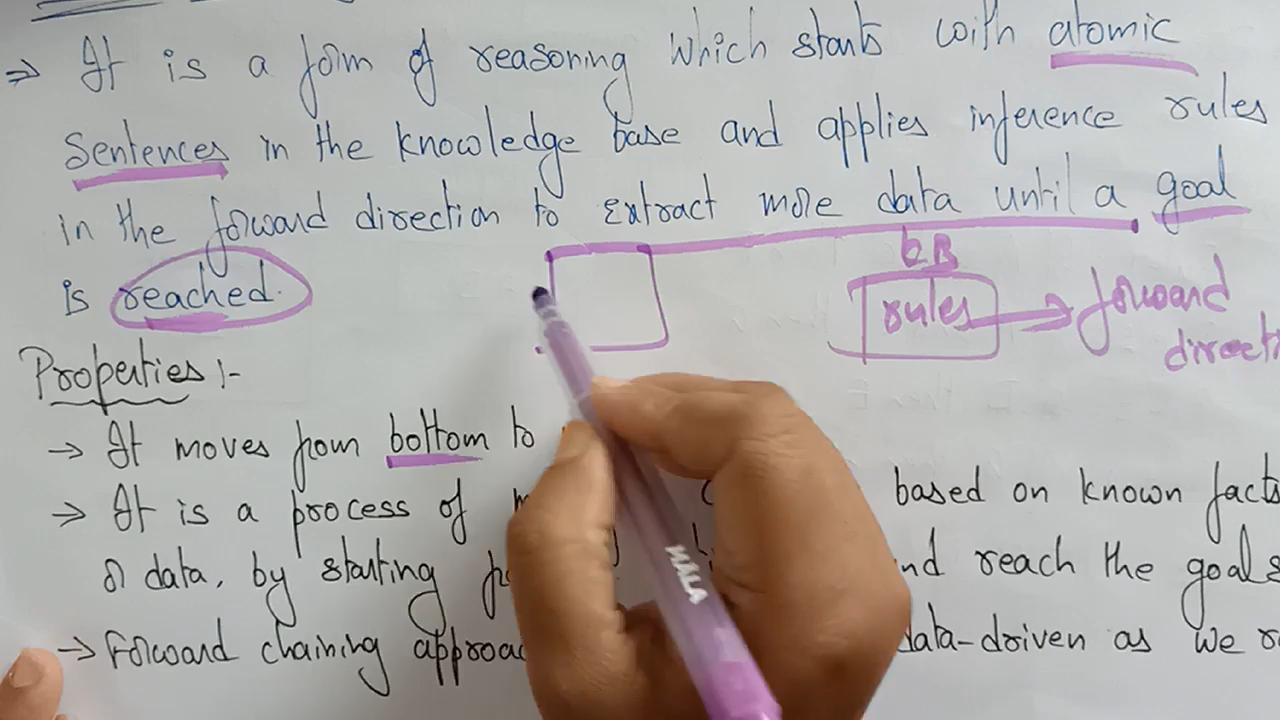 ⇒ It is a form of reasoning which starts with atomic
Sentences in the knowledge base and applies inference rules
in the forward direction to extract more data until a goal
is reached.
KB
rules → forward
Properties :-
→ It moves from bottom to
→ It is a process of based on known facts
or data, by starting and reach the goals
→ Forward chaining data-driven as we
HALA